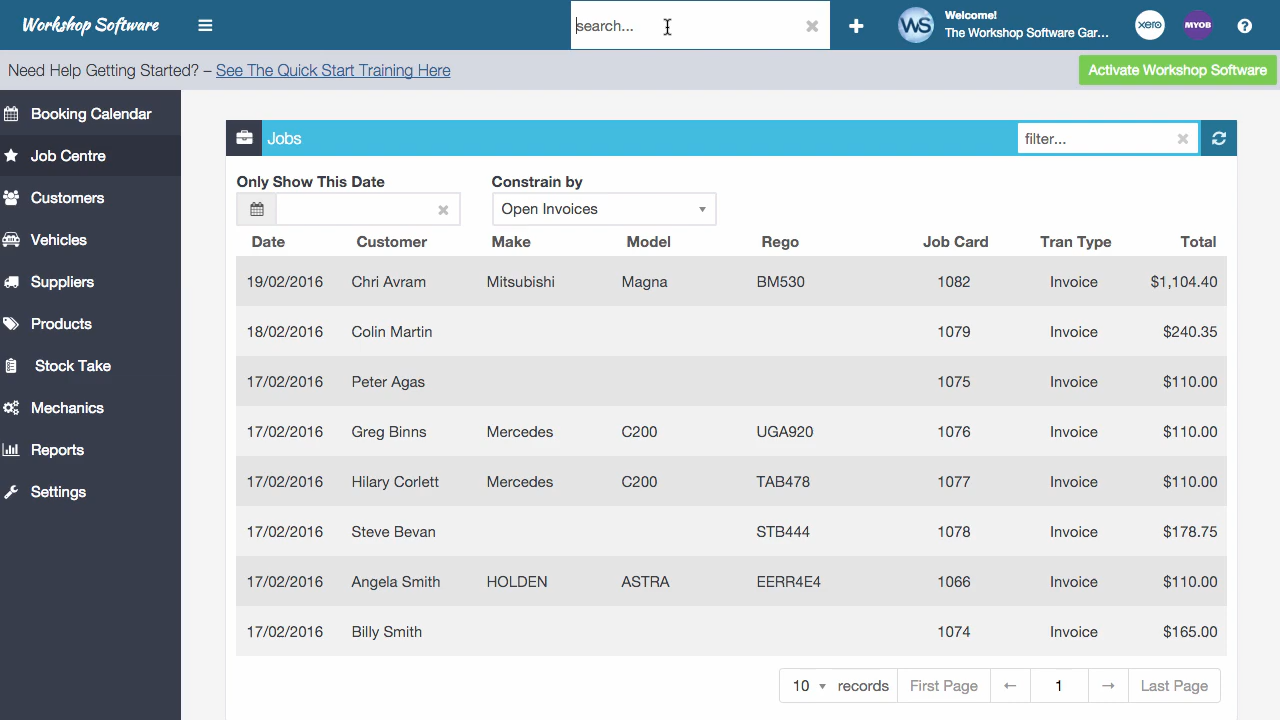 Workshop Software
search...
WS
Welcome!
The Workshop Software Gar...
xero
MYOB
?
Need Help Getting Started? – See The Quick Start Training Here
Activate Workshop Software
Booking Calendar
Job Centre
Customers
Vehicles
Suppliers
Products
Stock Take
Mechanics
Reports
Settings
Jobs
filter...
Only Show This Date
Constrain by
Open Invoices
Date Customer Make Model Rego Job Card Tran Type Total
19/02/2016 Chri Avram Mitsubishi Magna BM530 1082 Invoice $1,104.40
18/02/2016 Colin Martin 1079 Invoice $240.35
17/02/2016 Peter Agas 1075 Invoice $110.00
17/02/2016 Greg Binns Mercedes C200 UGA920 1076 Invoice $110.00
17/02/2016 Hilary Corlett Mercedes C200 TAB478 1077 Invoice $110.00
17/02/2016 Steve Bevan STB444 1078 Invoice $178.75
17/02/2016 Angela Smith HOLDEN ASTRA EERR4E4 1066 Invoice $110.00
17/02/2016 Billy Smith 1074 Invoice $165.00
10 records First Page ← 1 → Last Page